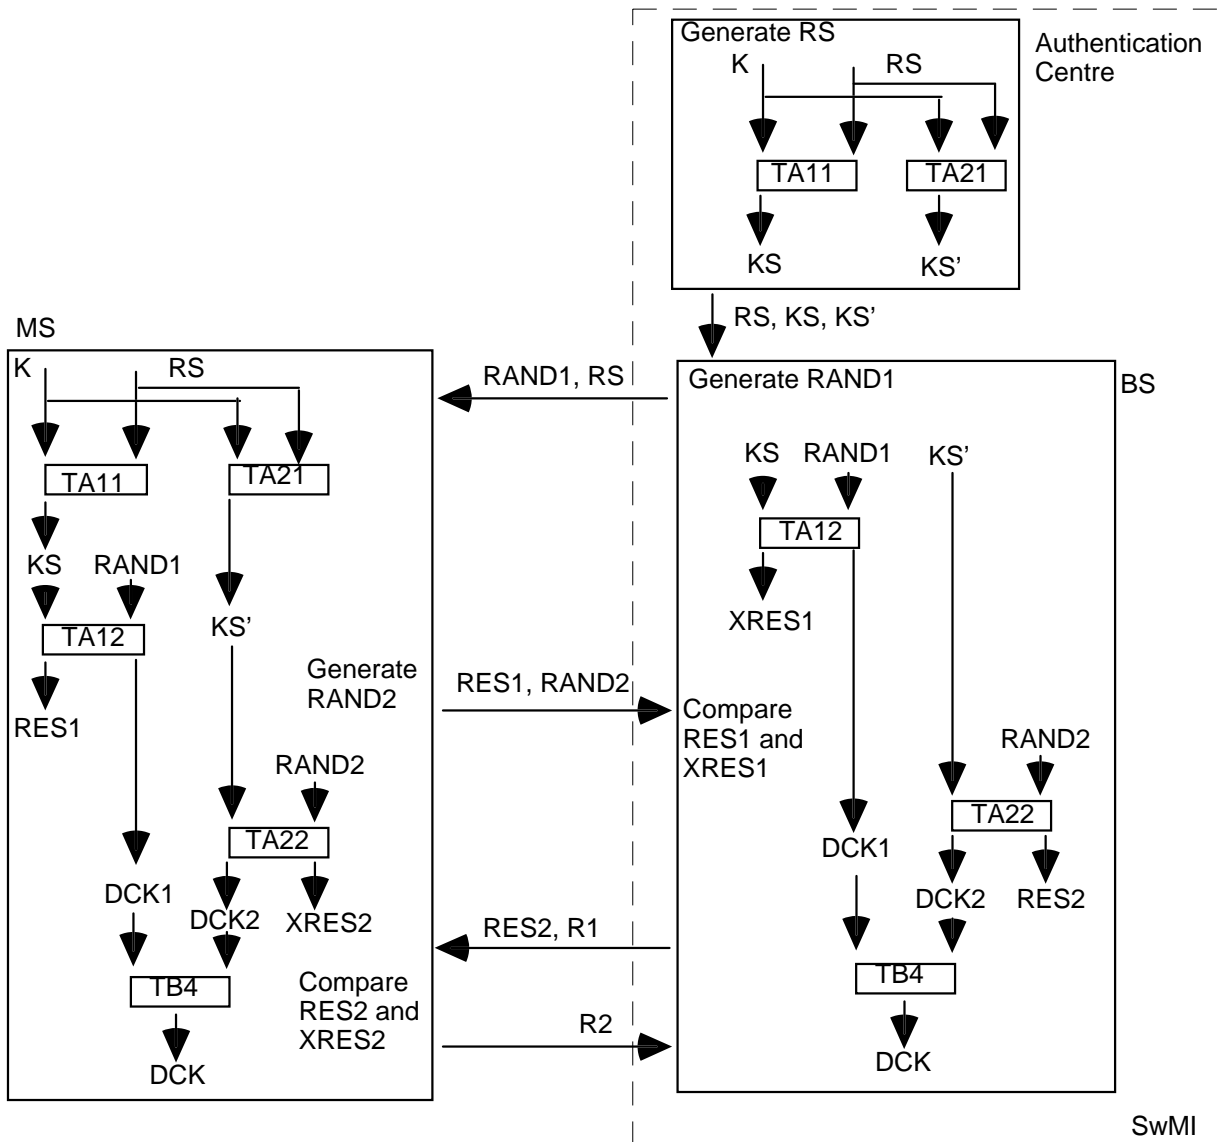 Generate RS
Authentication
Centre
K
RS
TA11
TA21
KS
KS’
RS, KS, KS’
MS
K
RS
RAND1, RS
Generate RAND1
BS
TA11
TA21
KS
RAND1
KS’
TA12
KS
RAND1
XRES1
TA12
KS’
RES1
Generate
RAND2
RES1, RAND2
Compare
RES1 and
XRES1
RAND2
RAND2
TA22
TA22
DCK1
DCK1
DCK2
XRES2
DCK2
RES2
RES2, R1
TB4
TB4
Compare
RES2 and
XRES2
R2
DCK
DCK
SwMI